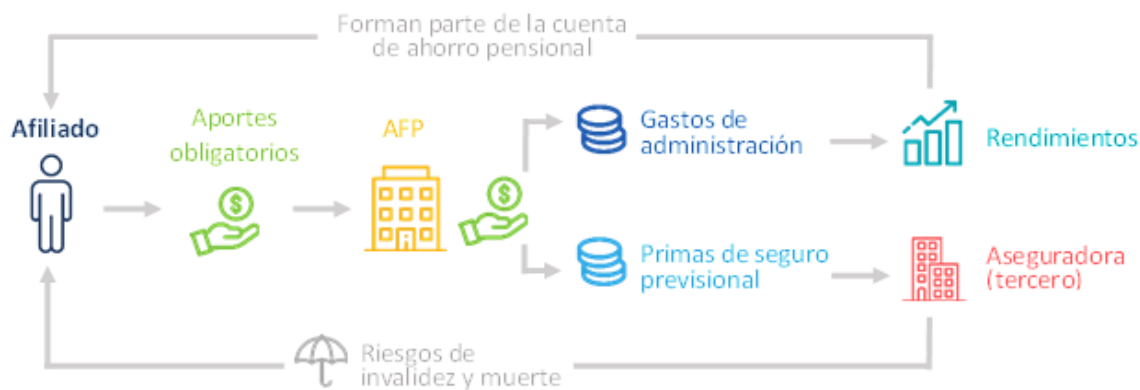 Forman parte de la cuenta
de ahorro pensional
Afiliado
Aportes
obligatorios
AFP
Gastos de
administración
Rendimientos
Primas de seguro
previsional
Aseguradora
(tercero)
Riesgos de
invalidez y muerte